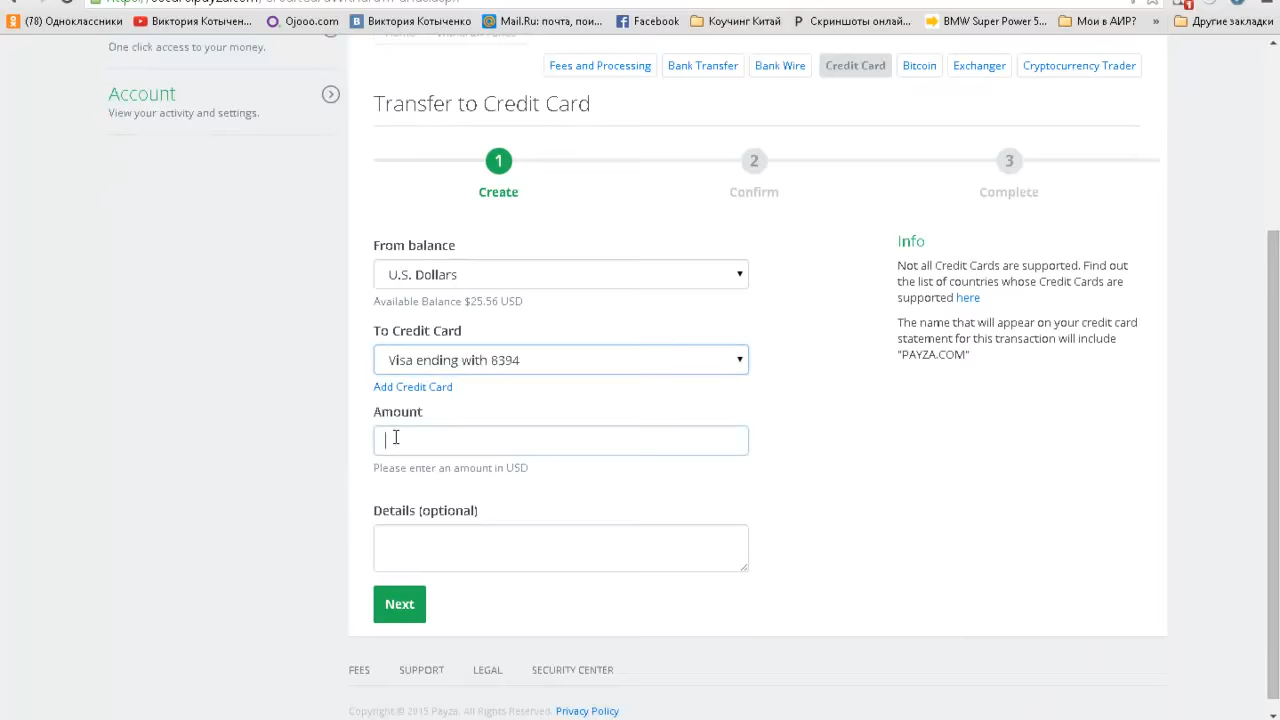 (78) Одноклассники Виктория Котычен... Ojooo.com Виктория Котыченко Mail.Ru: почта, пои... Facebook Коучинг Китай Скриншоты онлай... BMW Super Power 5... Мои в АИР? » Другие закладки
One click access to your money.
Account
View your activity and settings.
Fees and Processing Bank Transfer Bank Wire Credit Card Bitcoin Exchanger Cryptocurrency Trader
Transfer to Credit Card
1 2 3
Create Confirm Complete
From balance
U.S. Dollars
Available Balance $25.56 USD
To Credit Card
Visa ending with 8394
Add Credit Card
Amount
Please enter an amount in USD
Details (optional)
Next
Info
Not all Credit Cards are supported. Find out
the list of countries whose Credit Cards are
supported here
The name that will appear on your credit card
statement for this transaction will include
"PAYZA.COM"
FEES SUPPORT LEGAL SECURITY CENTER
Copyright © 2015 Payza. All Rights Reserved. Privacy Policy